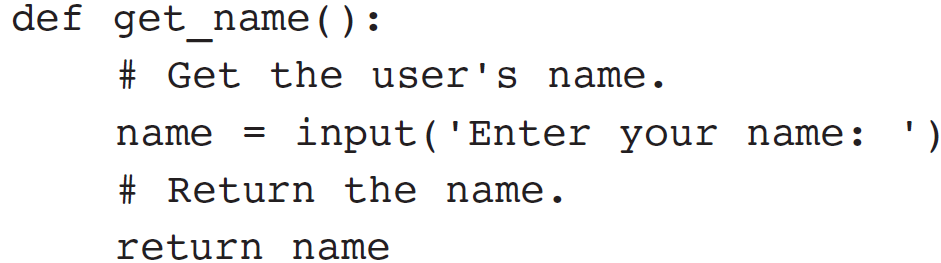 def get_name():
    # Get the user's name.
    name = input('Enter your name: ')
    # Return the name.
    return name